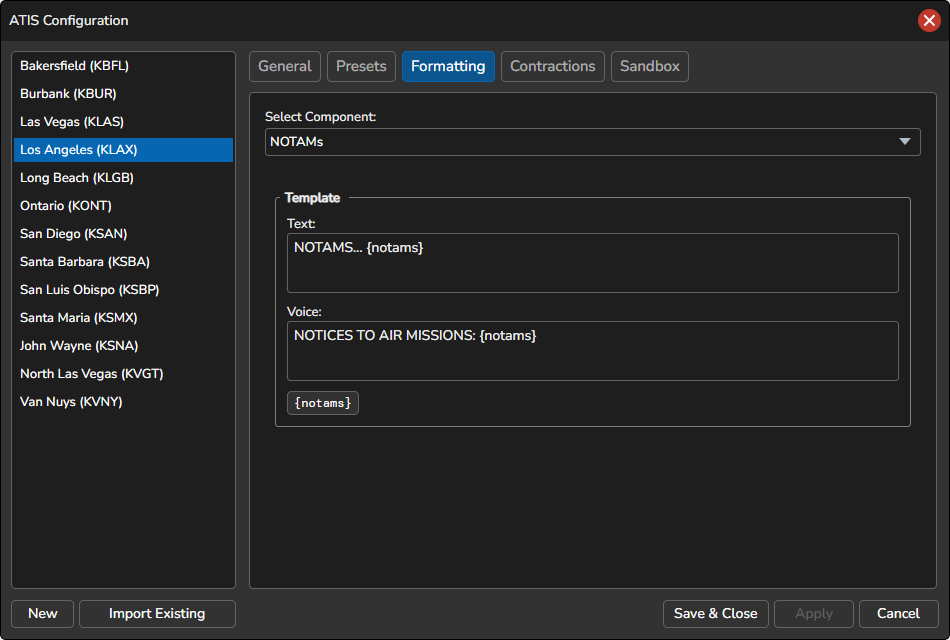 ATIS Configuration
Bakersfield (KBFL)
Burbank (KBUR)
Las Vegas (KLAS)
Los Angeles (KLAX)
Long Beach (KLGB)
Ontario (KONT)
San Diego (KSAN)
Santa Barbara (KSBA)
San Luis Obispo (KSBP)
Santa Maria (KSMX)
John Wayne (KSNA)
North Las Vegas (KVGT)
Van Nuys (KVNY)
New
Import Existing
General
Presets
Formatting
Contractions
Sandbox
Select Component:
NOTAMs
Template
Text:
NOTAMS... {notams}
Voice:
NOTICES TO AIR MISSIONS: {notams}
{notams}
Save & Close
Apply
Cancel